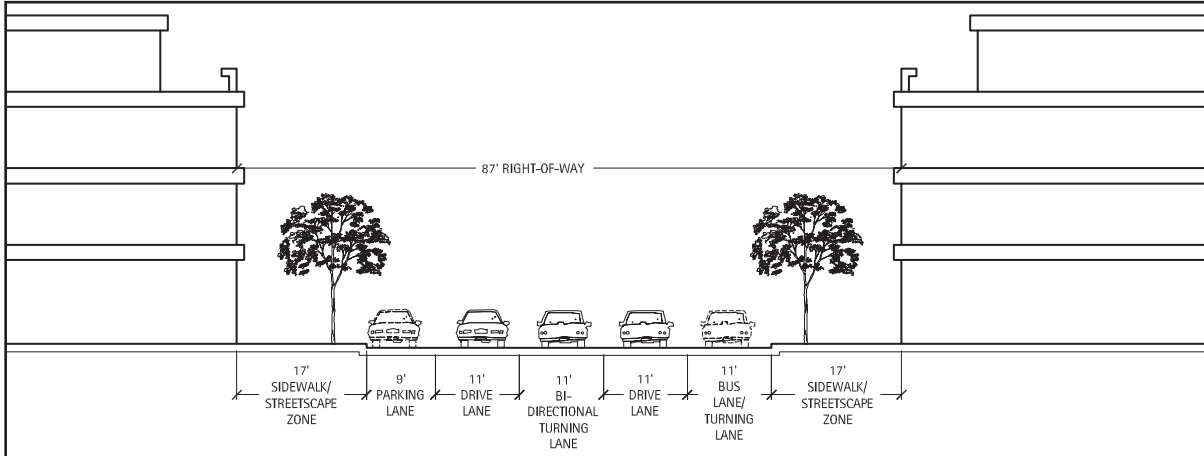 87' RIGHT-OF-WAY
17'
SIDEWALK/
STREETSCAPE
ZONE
9'
PARKING
LANE
11'
DRIVE
LANE
11'
BI-
DIRECTIONAL
TURNING
LANE
11'
DRIVE
LANE
11'
BUS
LANE/
TURNING
LANE
17'
SIDEWALK/
STREETSCAPE
ZONE